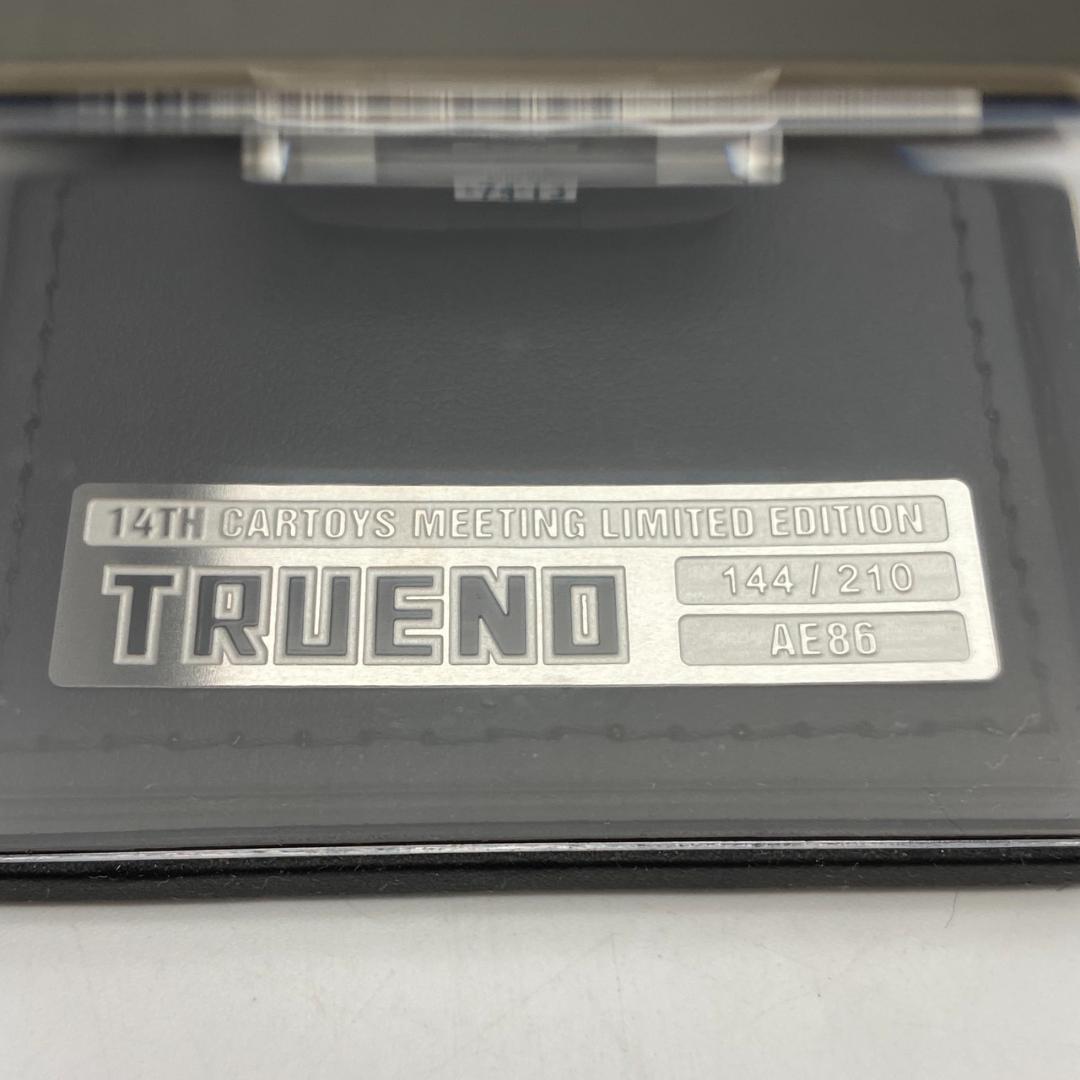 14TH CARTOYS MEETING LIMITED EDITION
TRUENO
144 / 210
AE86